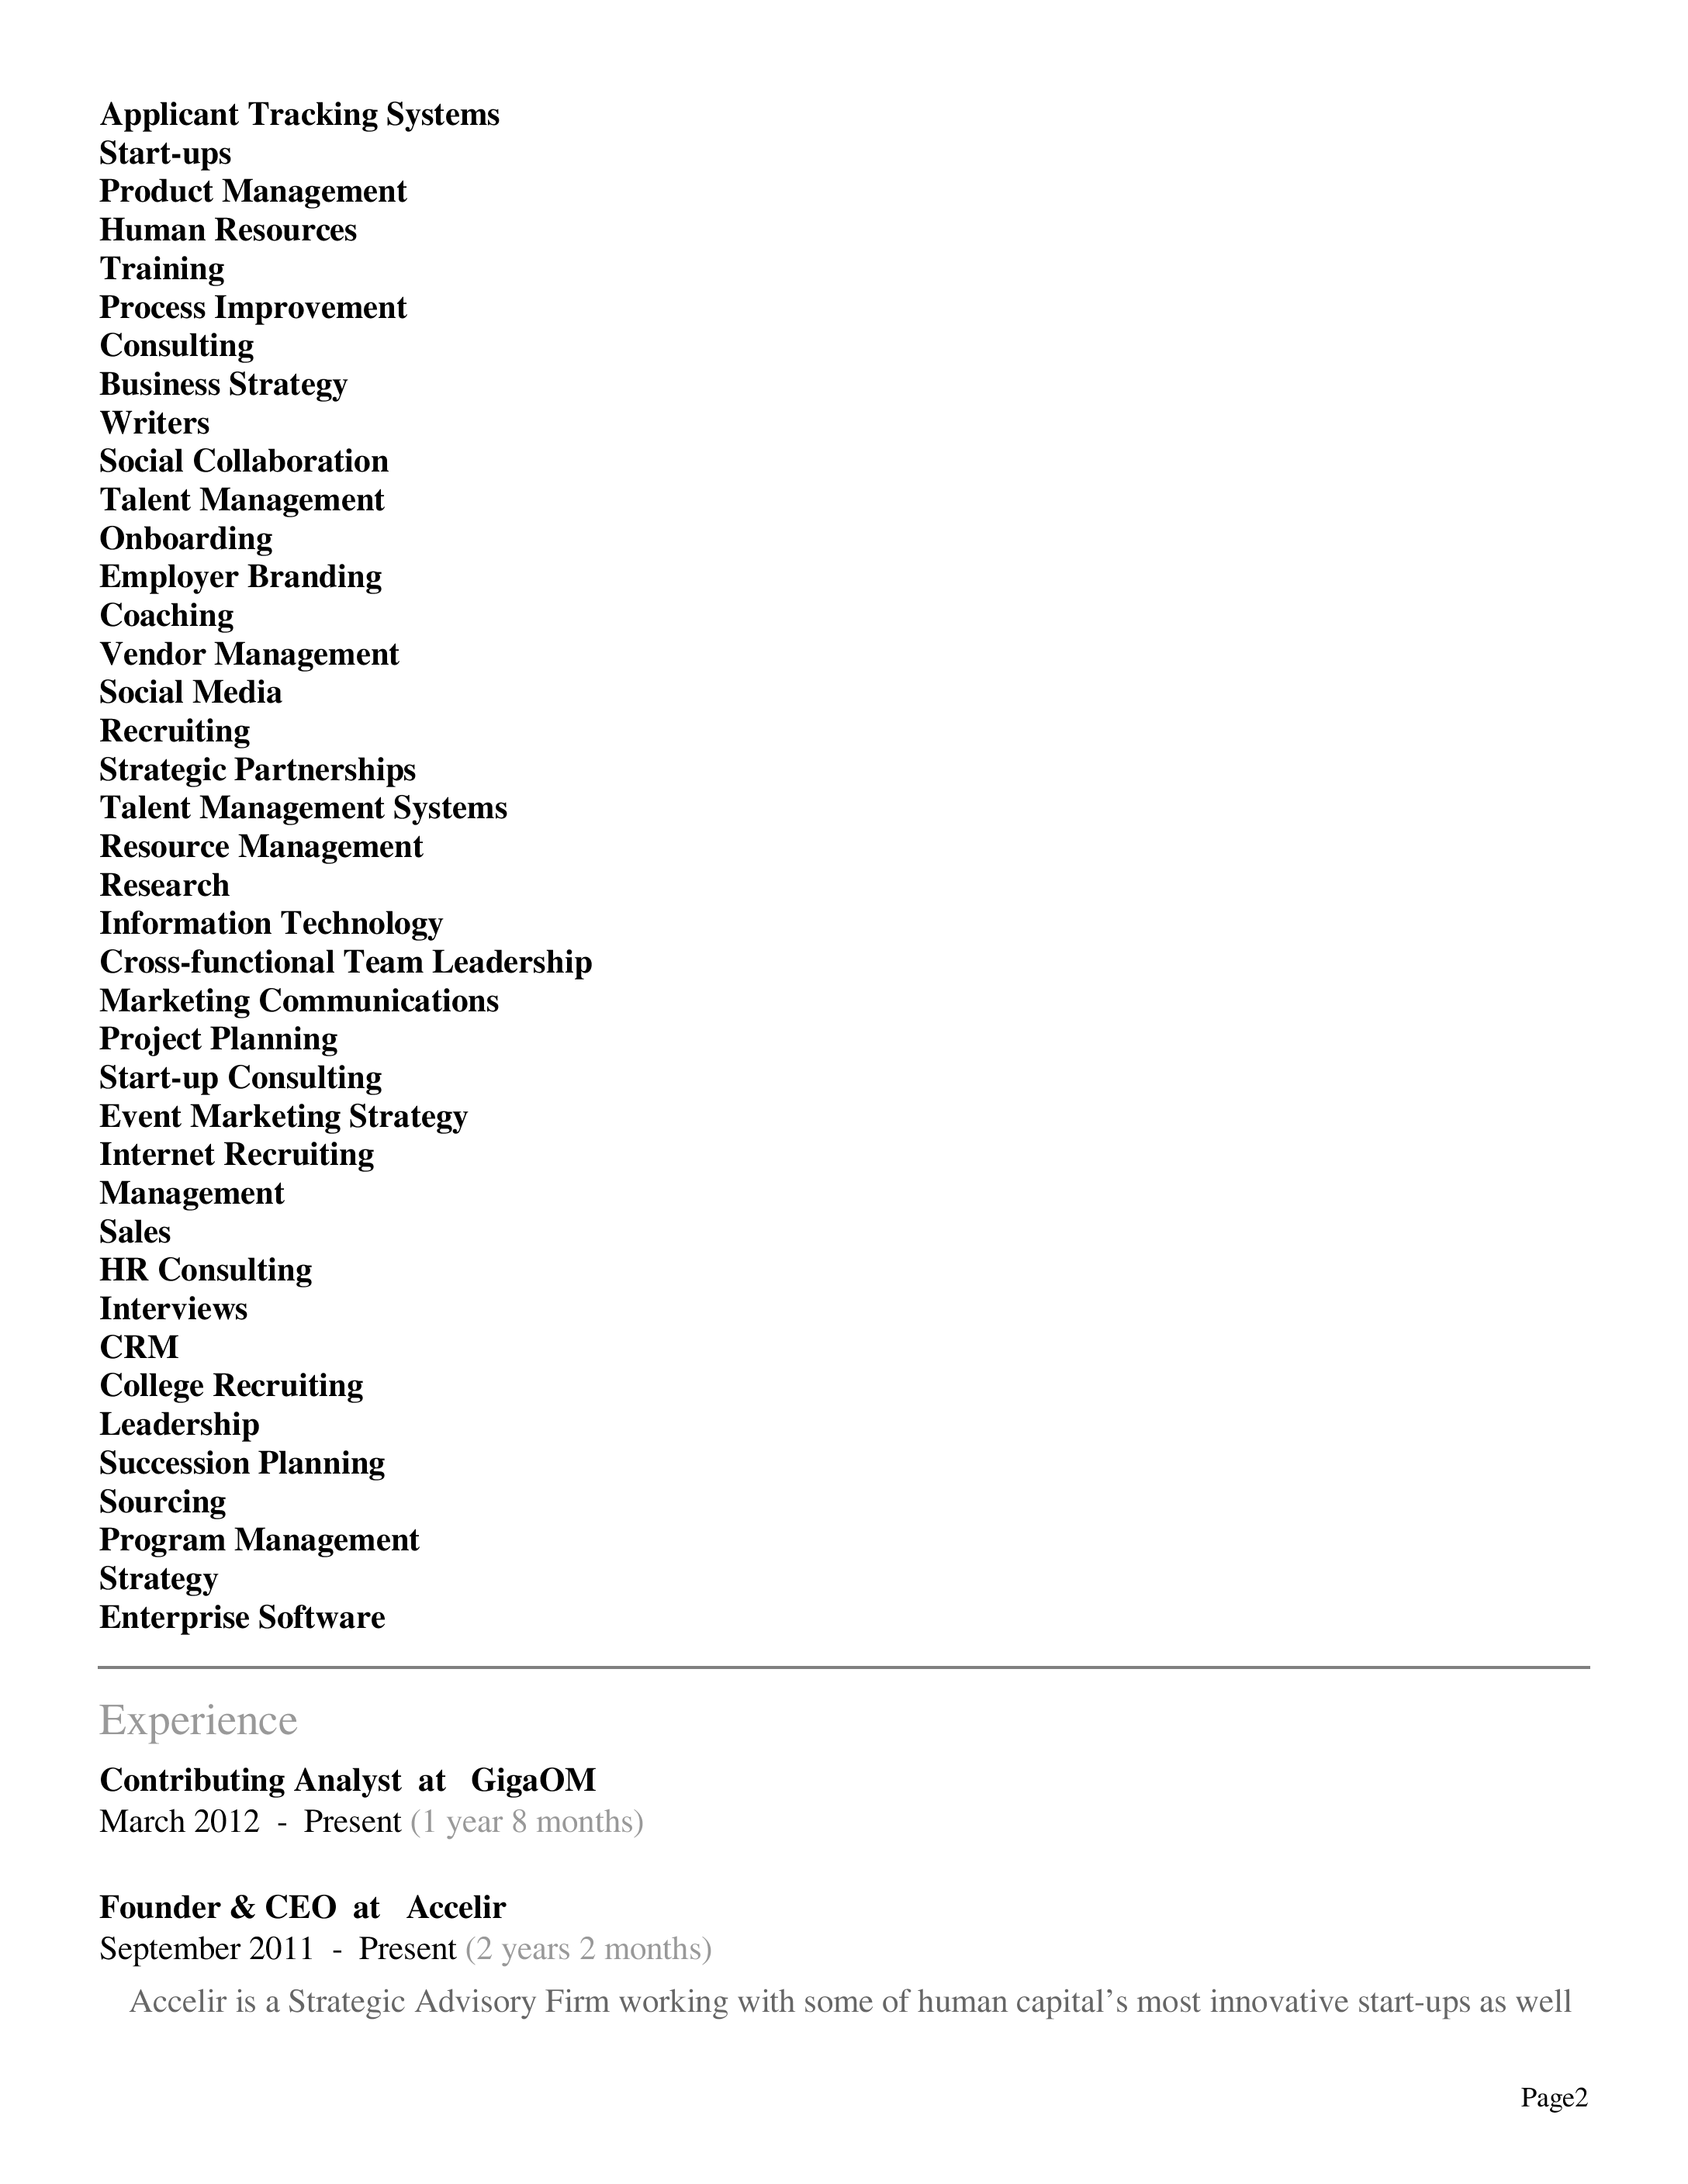 Applicant Tracking Systems
Start-ups
Product Management
Human Resources
Training
Process Improvement
Consulting
Business Strategy
Writers
Social Collaboration
Talent Management
Onboarding
Employer Branding
Coaching
Vendor Management
Social Media
Recruiting
Strategic Partnerships
Talent Management Systems
Resource Management
Research
Information Technology
Cross-functional Team Leadership
Marketing Communications
Project Planning
Start-up Consulting
Event Marketing Strategy
Internet Recruiting
Management
Sales
HR Consulting
Interviews
CRM
College Recruiting
Leadership
Succession Planning
Sourcing
Program Management
Strategy
Enterprise Software
Experience
Contributing Analyst at GigaOM
March 2012 - Present (1 year 8 months)
Founder & CEO at Accelir
September 2011 - Present (2 years 2 months)
Accelir is a Strategic Advisory Firm working with some of human capital’s most innovative start-ups as well
Page2